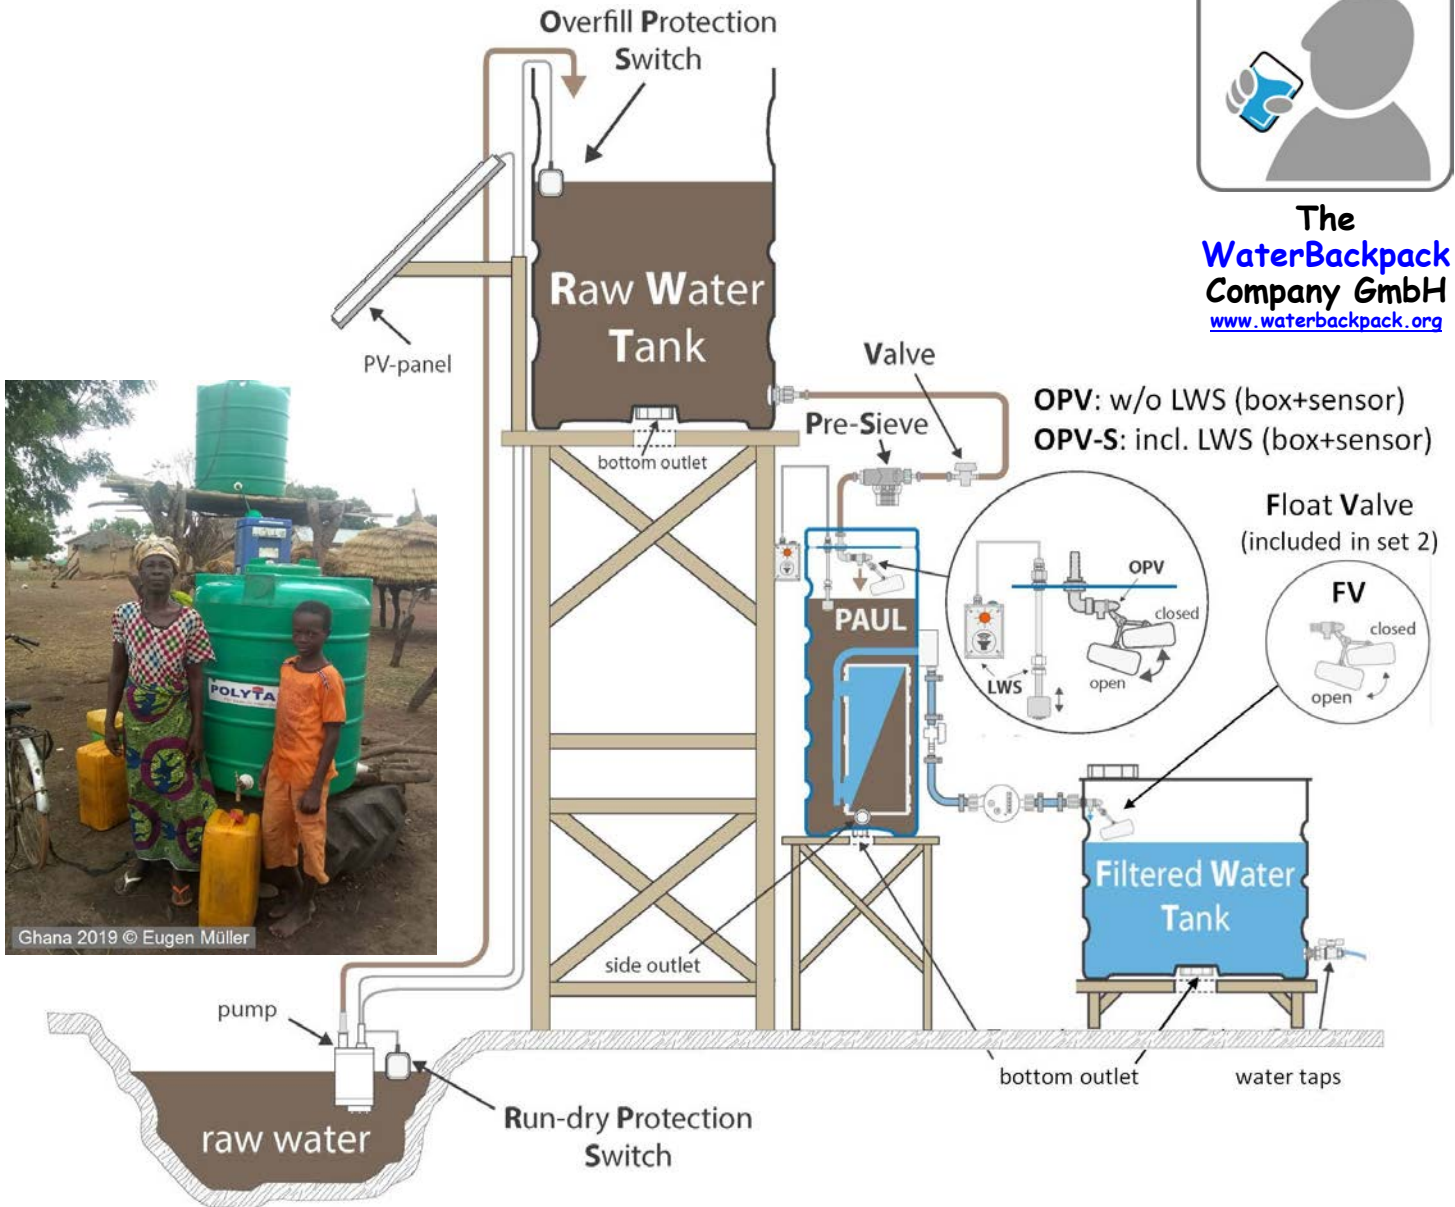 Overfill Protection
Switch
The
WaterBackpack
Company GmbH
www.waterbackpack.org
Raw Water
Tank
PV-panel
Valve
Pre-Sieve
OPV: w/o LWS (box+sensor)
OPV-S: incl. LWS (box+sensor)
bottom outlet
Float Valve
(included in set 2)
OPV
closed
LWS
open
FV
closed
open
PAUL
POLYTA
Filtered Water
Tank
Ghana 2019 © Eugen Müller
side outlet
pump
bottom outlet
water taps
raw water
Run-dry Protection
Switch